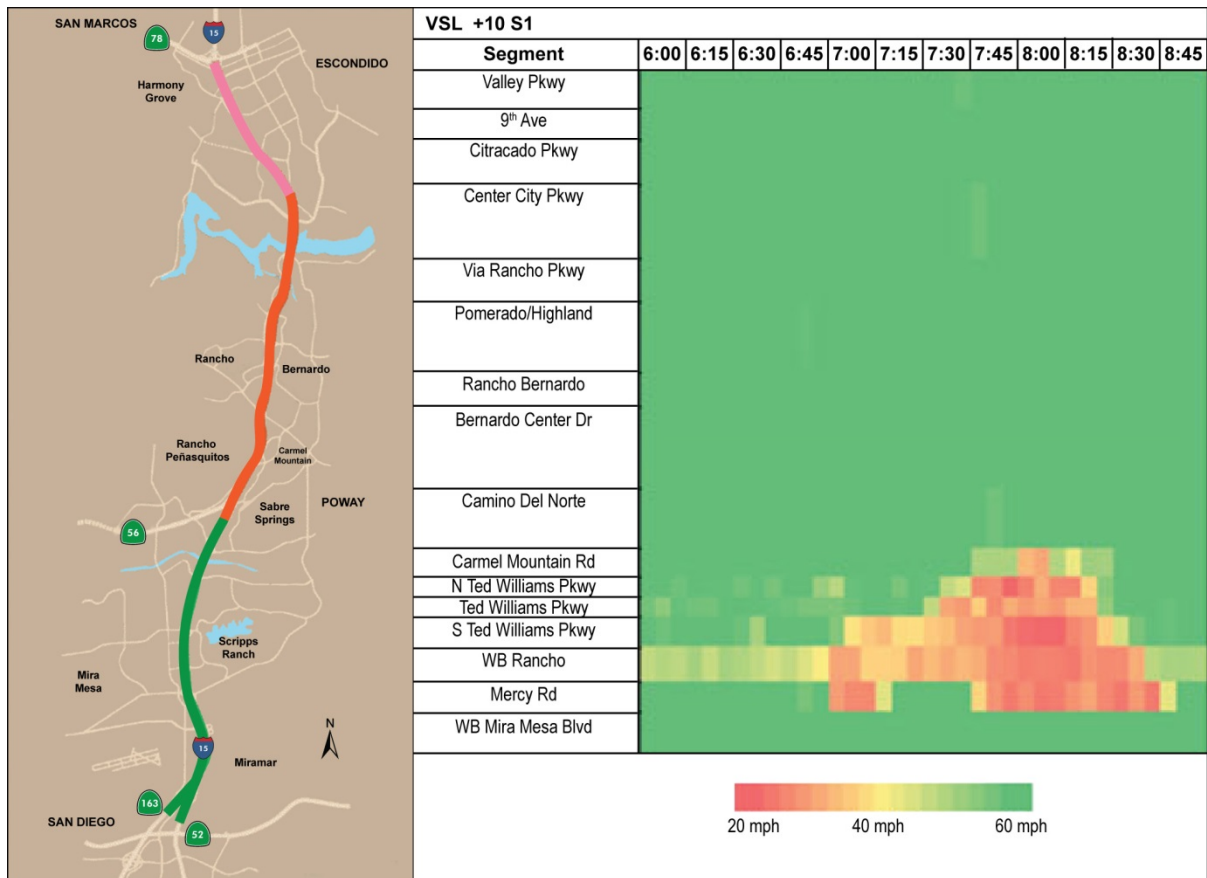 SAN MARCOS
78
15
ESCONDIDO
Harmony
Grove
Rancho
Bernardo
Rancho
Peñasquitos
Carmel
Mountain
POWAY
Sabre
Springs
56
Scripps
Ranch
Mira
Mesa
N
15
Miramar
163
SAN DIEGO
52
VSL +10 S1
Segment 6:00 6:15 6:30 6:45 7:00 7:15 7:30 7:45 8:00 8:15 8:30 8:45
Valley Pkwy
9th Ave
Citracado Pkwy
Center City Pkwy
Via Rancho Pkwy
Pomerado/Highland
Rancho Bernardo
Bernardo Center Dr
Camino Del Norte
Carmel Mountain Rd
N Ted Williams Pkwy
Ted Williams Pkwy
S Ted Williams Pkwy
WB Rancho
Mercy Rd
WB Mira Mesa Blvd
20 mph 40 mph 60 mph